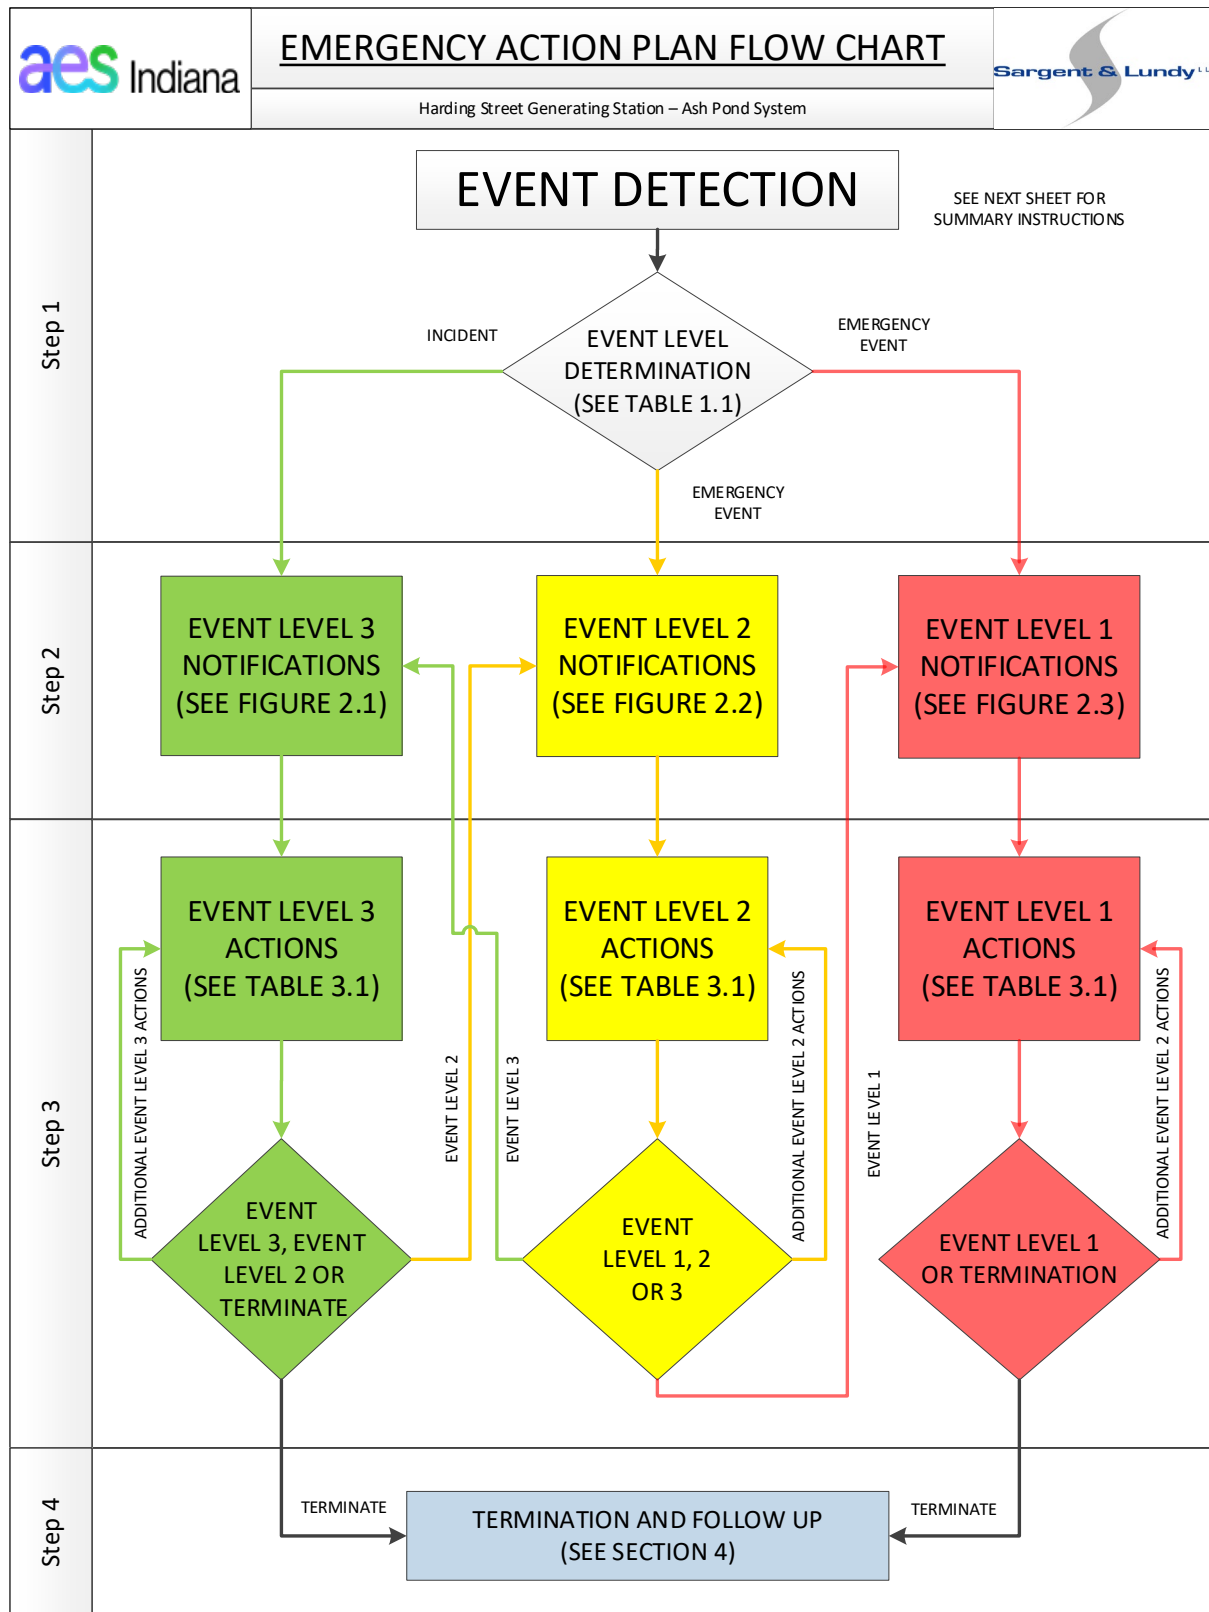 aes Indiana
EMERGENCY ACTION PLAN FLOW CHART
Harding Street Generating Station – Ash Pond System
Sargent & Lundy LLC
Step 1
EVENT DETECTION
SEE NEXT SHEET FOR
SUMMARY INSTRUCTIONS
INCIDENT
EVENT LEVEL
DETERMINATION
(SEE TABLE 1.1)
EMERGENCY
EVENT
EMERGENCY
EVENT
Step 2
EVENT LEVEL 3
NOTIFICATIONS
(SEE FIGURE 2.1)
EVENT LEVEL 2
NOTIFICATIONS
(SEE FIGURE 2.2)
EVENT LEVEL 1
NOTIFICATIONS
(SEE FIGURE 2.3)
Step 3
EVENT LEVEL 3
ACTIONS
(SEE TABLE 3.1)
EVENT LEVEL 2
ACTIONS
(SEE TABLE 3.1)
EVENT LEVEL 1
ACTIONS
(SEE TABLE 3.1)
ADDITIONAL EVENT LEVEL 3 ACTIONS
EVENT LEVEL 2
EVENT LEVEL 3
ADDITIONAL EVENT LEVEL 2 ACTIONS
EVENT LEVEL 1
ADDITIONAL EVENT LEVEL 2 ACTIONS
EVENT
LEVEL 3, EVENT
LEVEL 2 OR
TERMINATE
EVENT
LEVEL 1, 2
OR 3
EVENT LEVEL 1
OR TERMINATION
Step 4
TERMINATE
TERMINATION AND FOLLOW UP
(SEE SECTION 4)
TERMINATE